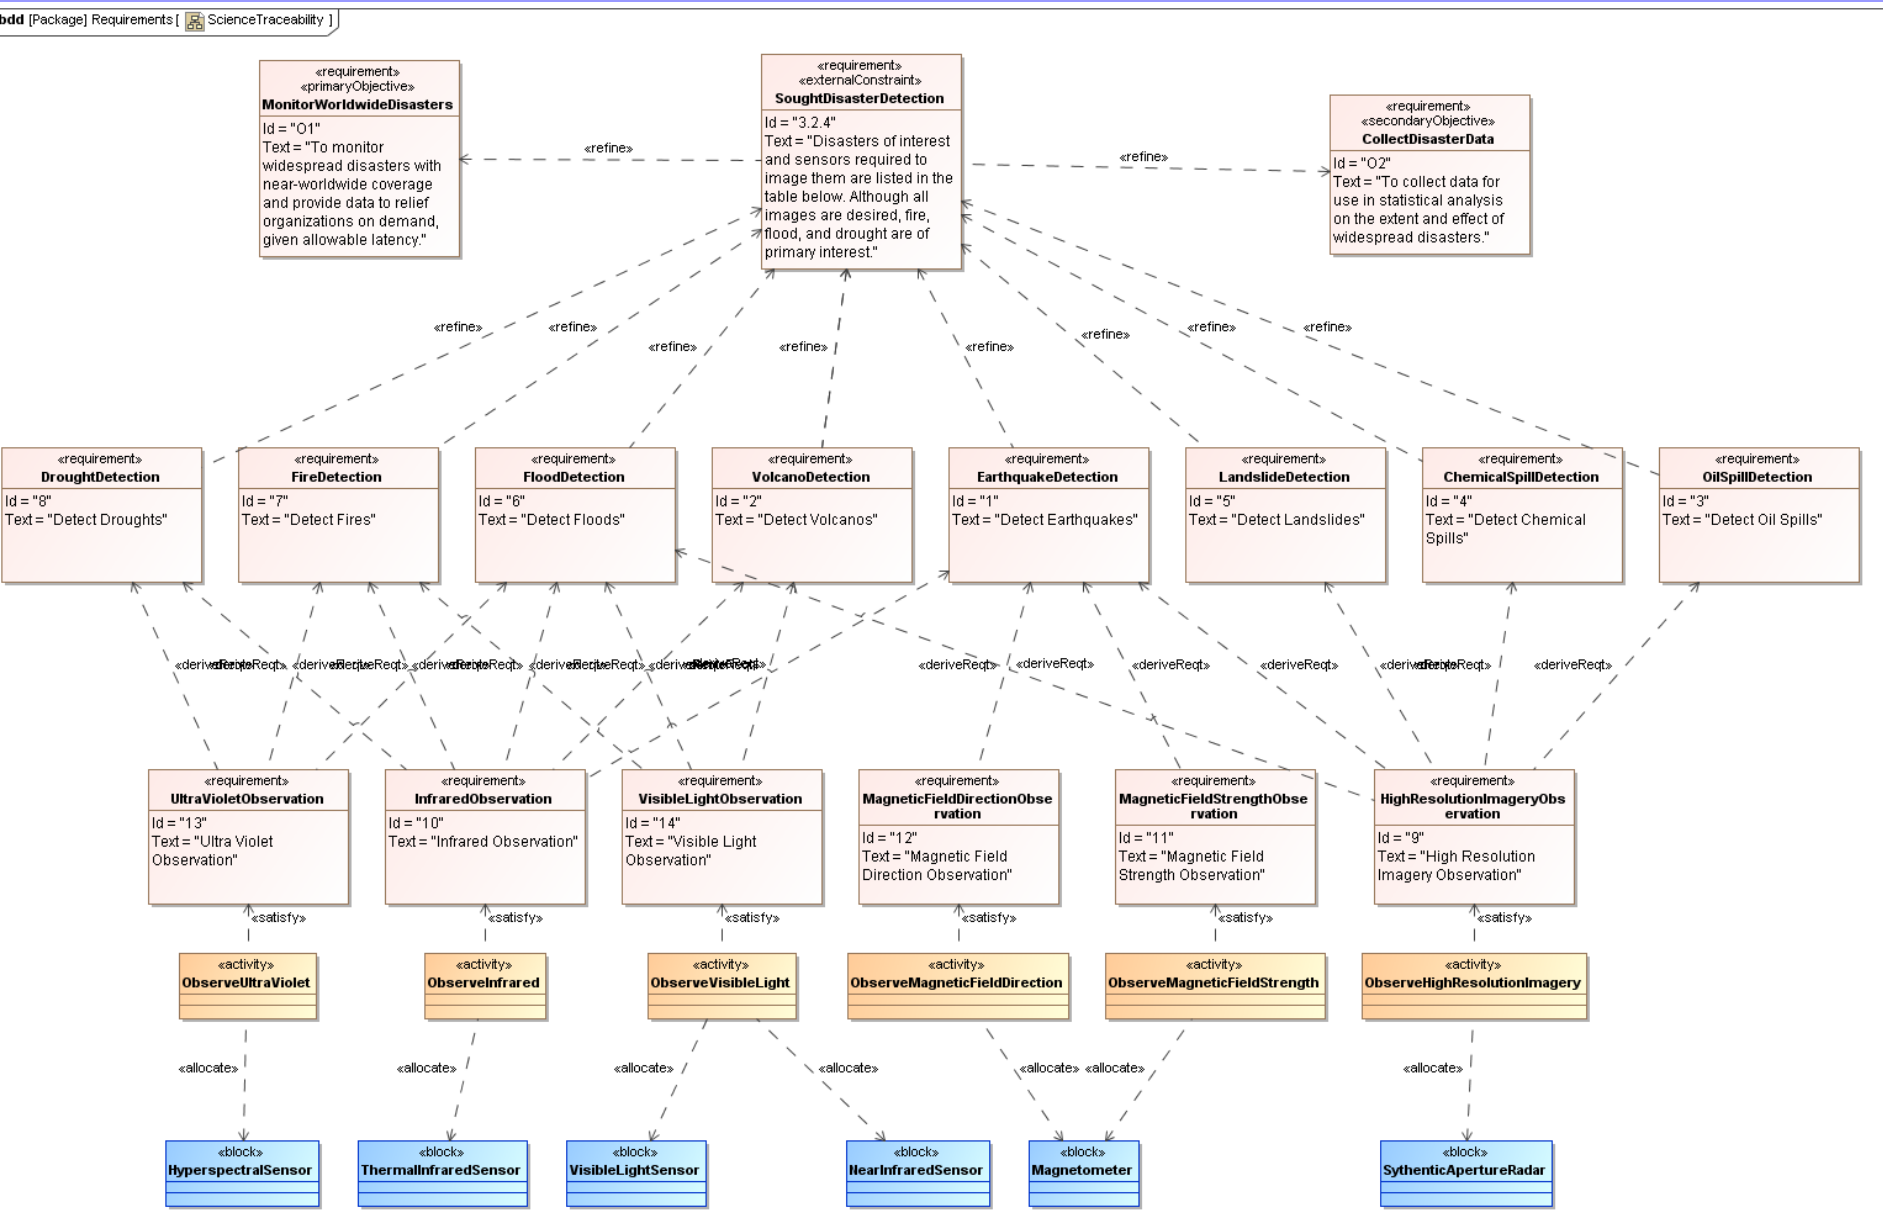 bdd [Package] Requirements [ ScienceTraceability ]
«requirement»
«primaryObjective»
MonitorWorldwideDisasters
Id = "O1"
Text = "To monitor
widespread disasters with
near-worldwide coverage
and provide data to relief
organizations on demand,
given allowable latency."
«requirement»
«externalConstraint»
SoughtDisasterDetection
Id = "3.2.4"
Text = "Disasters of interest
and sensors required to
image them are listed in the
table below. Although all
images are desired, fire,
flood, and drought are of
primary interest."
«requirement»
«secondaryObjective»
CollectDisasterData
Id = "O2"
Text = "To collect data for
use in statistical analysis
on the extent and effect of
widespread disasters."
«refine»
«refine»
«refine»
«refine»
«refine»
«refine»
«refine»
«refine»
«refine»
«refine»
«requirement»
DroughtDetection
Id = "8"
Text = "Detect Droughts"
«requirement»
FireDetection
Id = "7"
Text = "Detect Fires"
«requirement»
FloodDetection
Id = "6"
Text = "Detect Floods"
«requirement»
VolcanoDetection
Id = "2"
Text = "Detect Volcanos"
«requirement»
EarthquakeDetection
Id = "1"
Text = "Detect Earthquakes"
«requirement»
LandslideDetection
Id = "5"
Text = "Detect Landslides"
«requirement»
ChemicalSpillDetection
Id = "4"
Text = "Detect Chemical
Spills"
«requirement»
OilSpillDetection
Id = "3"
Text = "Detect Oil Spills"
«deriveReqt»
«deriveReqt»
«deriveReqt»
«deriveReqt»
«deriveReqt»
«requirement»
UltraVioletObservation
Id = "13"
Text = "Ultra Violet
Observation"
«requirement»
InfraredObservation
Id = "10"
Text = "Infrared Observation"
«requirement»
VisibleLightObservation
Id = "14"
Text = "Visible Light
Observation"
«requirement»
MagneticFieldDirectionObse
rvation
Id = "12"
Text = "Magnetic Field
Direction Observation"
«requirement»
MagneticFieldStrengthObse
rvation
Id = "11"
Text = "Magnetic Field
Strength Observation"
«requirement»
HighResolutionImageryObs
ervation
Id = "9"
Text = "High Resolution
Imagery Observation"
«satisfy»
«satisfy»
«satisfy»
«satisfy»
«satisfy»
«satisfy»
«activity»
ObserveUltraViolet
«activity»
ObserveInfrared
«activity»
ObserveVisibleLight
«activity»
ObserveMagneticFieldDirection
«activity»
ObserveMagneticFieldStrength
«activity»
ObserveHighResolutionImagery
«allocate»
«allocate»
«allocate»
«allocate»
«allocate»
«allocate»
«allocate»
«block»
HyperspectralSensor
«block»
ThermalInfraredSensor
«block»
VisibleLightSensor
«block»
NearInfraredSensor
«block»
Magnetometer
«block»
SythenticApertureRadar